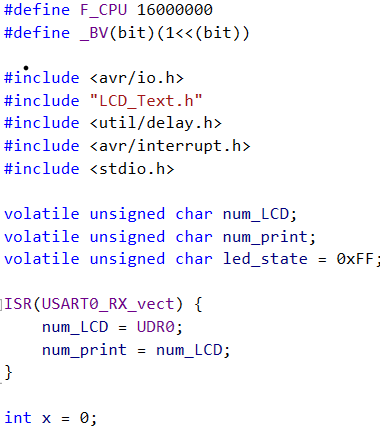 #define F_CPU 16000000
#define _BV(bit)(1<<(bit))
#include <avr/io.h>
#include "LCD_Text.h"
#include <util/delay.h>
#include <avr/interrupt.h>
#include <stdio.h>
volatile unsigned char num_LCD;
volatile unsigned char num_print;
volatile unsigned char led_state = 0xFF;
ISR(USART0_RX_vect) {
    num_LCD = UDR0;
    num_print = num_LCD;
}
int x = 0;